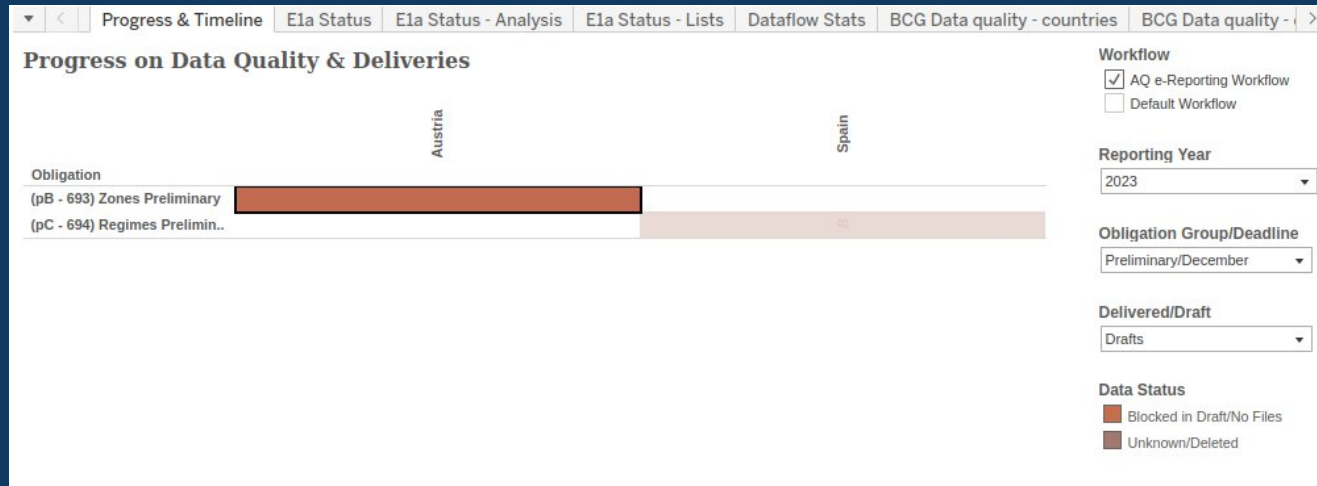 Progress & Timeline
E1a Status
E1a Status - Analysis
E1a Status - Lists
Dataflow Stats
BCG Data quality - countries
BCG Data quality -
Progress on Data Quality & Deliveries
Austria
Spain
Obligation
(pB - 693) Zones Preliminary
(pC - 694) Regimes Prelimin..
Workflow
AQ e-Reporting Workflow
Default Workflow
Reporting Year
2023
Obligation Group/Deadline
Preliminary/December
Delivered/Draft
Drafts
Data Status
Blocked in Draft/No Files
Unknown/Deleted